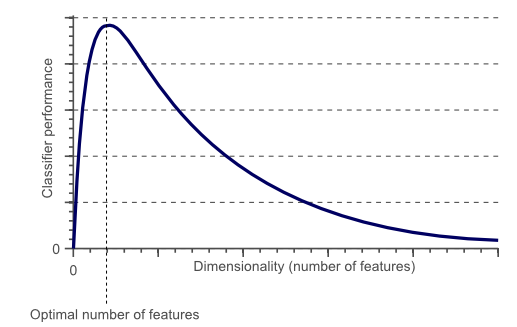 Classifier performance
0
0
Dimensionality (number of features)
Optimal number of features